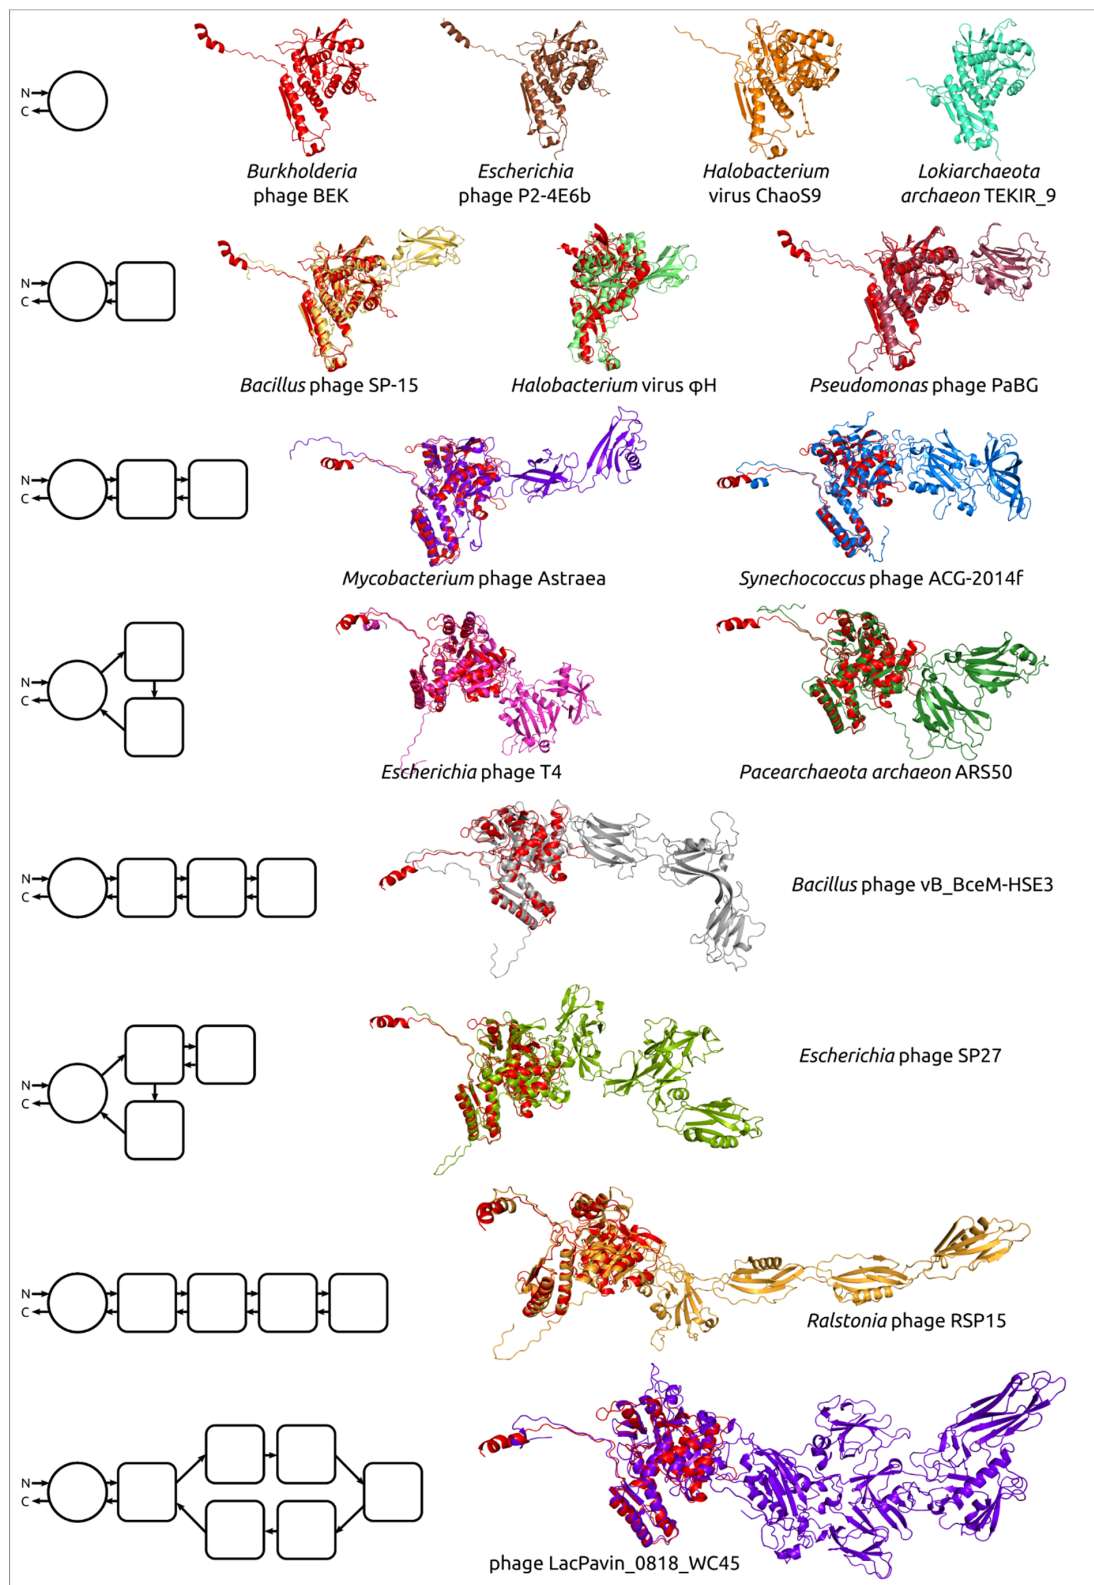 N
C
Burkholderia
phage BEK
Escherichia
phage P2-4E6b
Halobacterium
virus ChaoS9
Lokiarchaeota
archaeon TEKIR_9
N
C
Bacillus phage SP-15
Halobacterium virus φH
Pseudomonas phage PaBG
N
C
Mycobacterium phage Astraea
Synechococcus phage ACG-2014f
N
C
Escherichia phage T4
Pacearchaeota archaeon ARS50
N
C
Bacillus phage vB_BceM-HSE3
N
C
Escherichia phage SP27
N
C
Ralstonia phage RSP15
N
C
phage LacPavin_0818_WC45